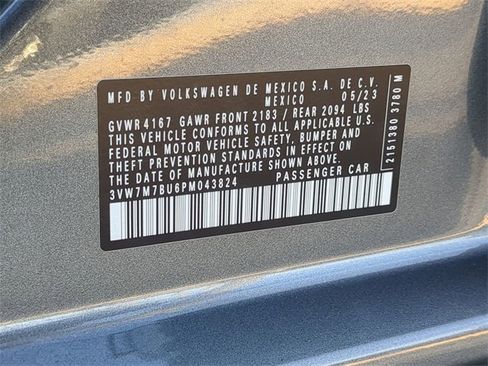 MFD BY VOLKSWAGEN DE MEXICO S.A. DE C.V.
MEXICO 05/23
GVWR 4167 GAWR FRONT 2183 / REAR 2094 LBS
THIS VEHICLE CONFORMS TO ALL APPLICABLE U.S.
FEDERAL MOTOR VEHICLE SAFETY, BUMPER AND
THEFT PREVENTION STANDARDS IN EFFECT ON
THE DATE OF MANUFACTURE SHOWN ABOVE.
3VW7M7BU6PM043824 PASSENGER CAR
2151380 3780 M